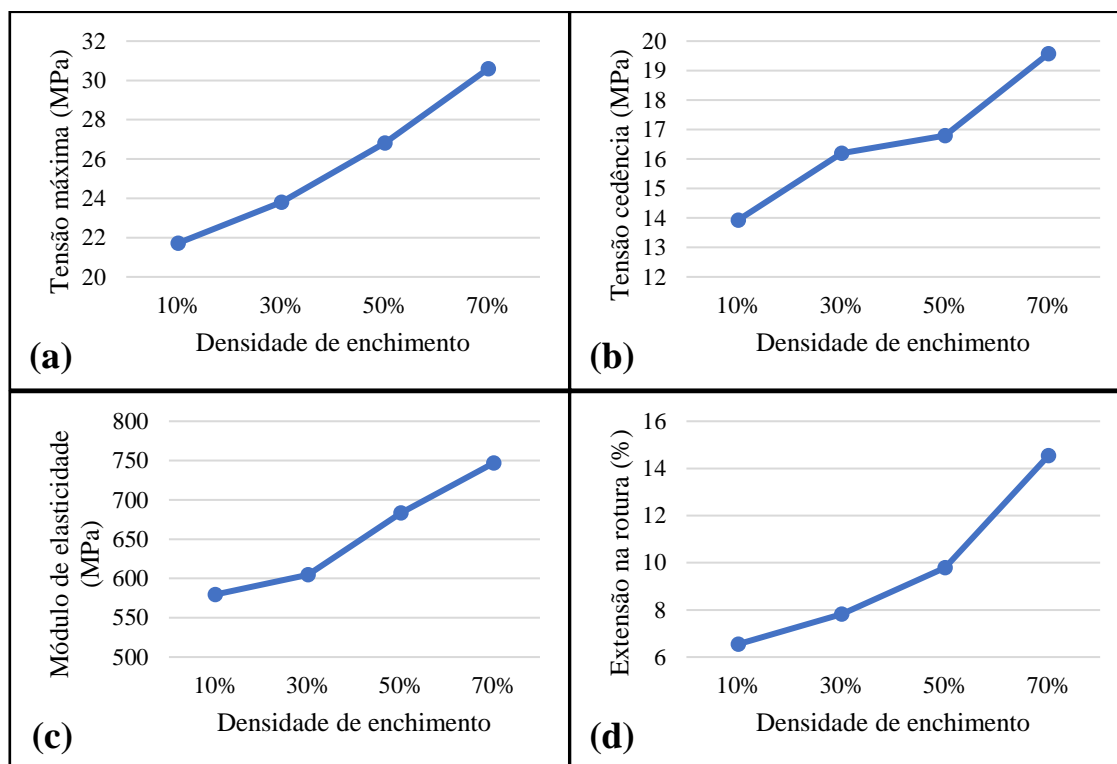 Tensão máxima (MPa)
32
30
28
26
24
22
20
10% 30% 50% 70%
Densidade de enchimento
(a)
Tensão cedência (MPa)
20
19
18
17
16
15
14
13
12
10% 30% 50% 70%
Densidade de enchimento
(b)
Módulo de elasticidade
(MPa)
800
750
700
650
600
550
500
10% 30% 50% 70%
Densidade de enchimento
(c)
Extensão na rotura (%)
16
14
12
10
8
6
10% 30% 50% 70%
Densidade de enchimento
(d)